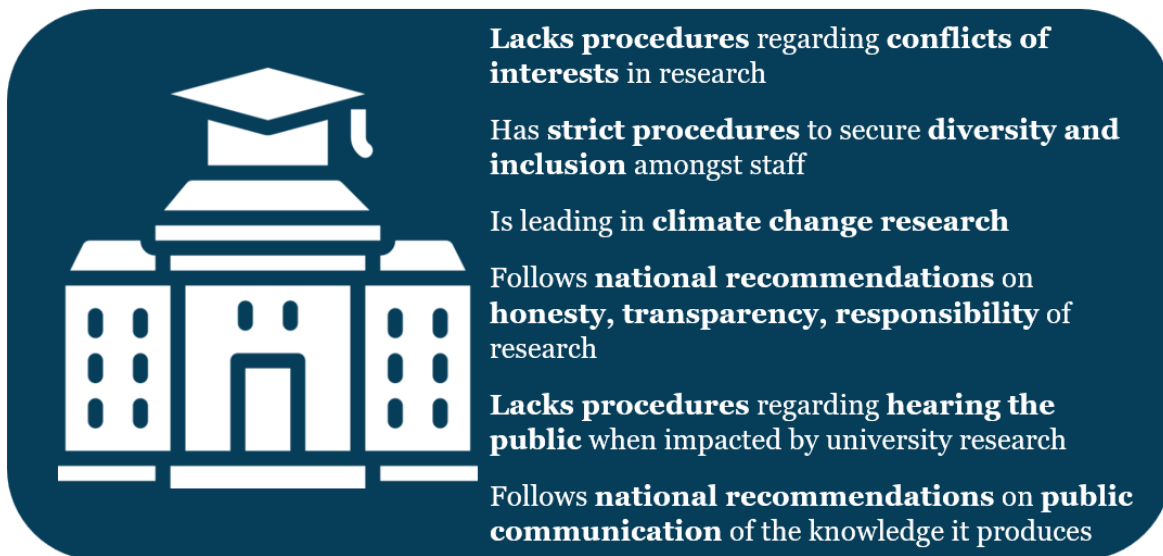 Lacks procedures regarding conflicts of
interests in research
Has strict procedures to secure diversity and
inclusion amongst staff
Is leading in climate change research
Follows national recommendations on
honesty, transparency, responsibility of
research
Lacks procedures regarding hearing the
public when impacted by university research
Follows national recommendations on public
communication of the knowledge it produces